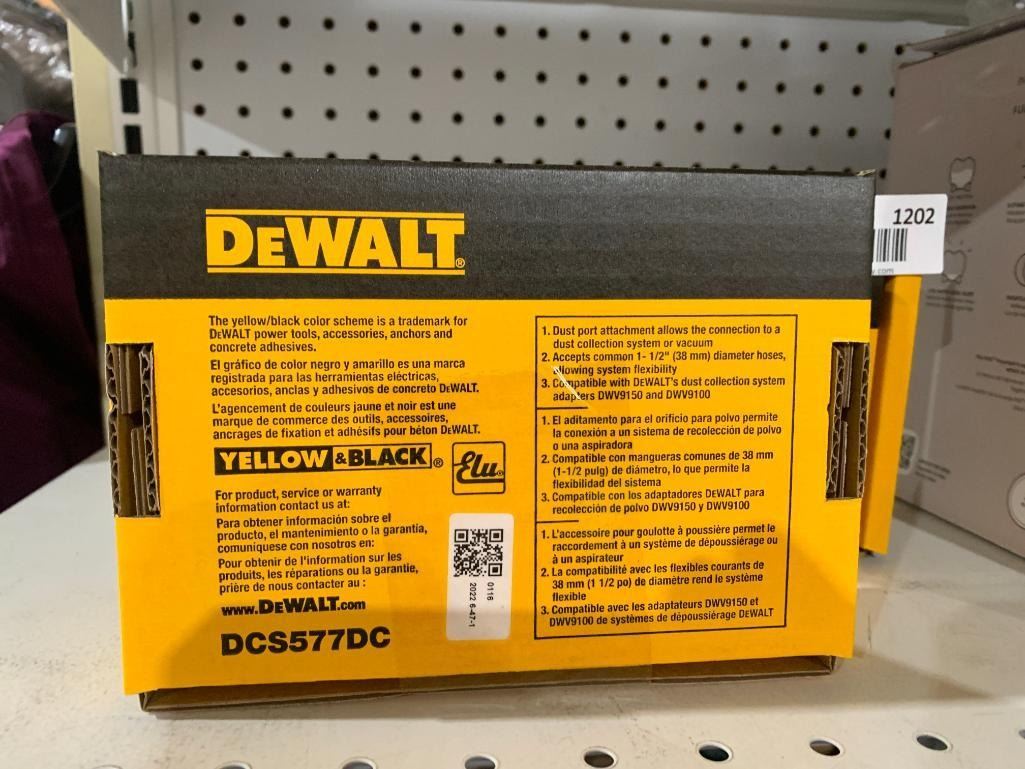 DEWALT®
1202
The yellow/black color scheme is a trademark for
DEWALT power tools, accessories, anchors and
concrete adhesives.
El gráfico de color negro y amarillo es una marca
registrada para las herramientas eléctricas,
accesorios, anclas y adhesivos de concreto DEWALT.
L'agencement de couleurs jaune et noir est une
marque de commerce des outils, accessoires,
ancrages de fixation et adhésifs pour béton DEWALT.
YELLOW & BLACK®
Elu®
For product, service or warranty
information contact us at:
Para obtener información sobre el
producto, el mantenimiento o la garantía,
comuníquese con nosotros en:
Pour obtenir de l'information sur les
produits, les réparations ou la garantie,
prière de nous contacter au :
www.DEWALT.com
DCS577DC
0116
2022 6-47-1
1. Dust port attachment allows the connection to a
dust collection system or vacuum
2. Accepts common 1- 1/2" (38 mm) diameter hoses,
allowing system flexibility
3. Compatible with DEWALT's dust collection system
adapters DWV9150 and DWV9100
1. El aditamento para el orificio para polvo permite
la conexión a un sistema de recolección de polvo
o una aspiradora
2. Compatible con mangueras comunes de 38 mm
(1-1/2 pulg) de diámetro, lo que permite la
flexibilidad del sistema
3. Compatible con los adaptadores DEWALT para
recolección de polvo DWV9150 y DWV9100
1. L'accessoire pour goulotte à poussière permet le
raccordement à un système de dépoussiérage ou
à un aspirateur
2. La compatibilité avec les flexibles courants de
38 mm (1 1/2 po) de diamètre rend le système
flexible
3. Compatible avec les adaptateurs DWV9150 et
DWV9100 de systèmes de dépoussiérage DEWALT